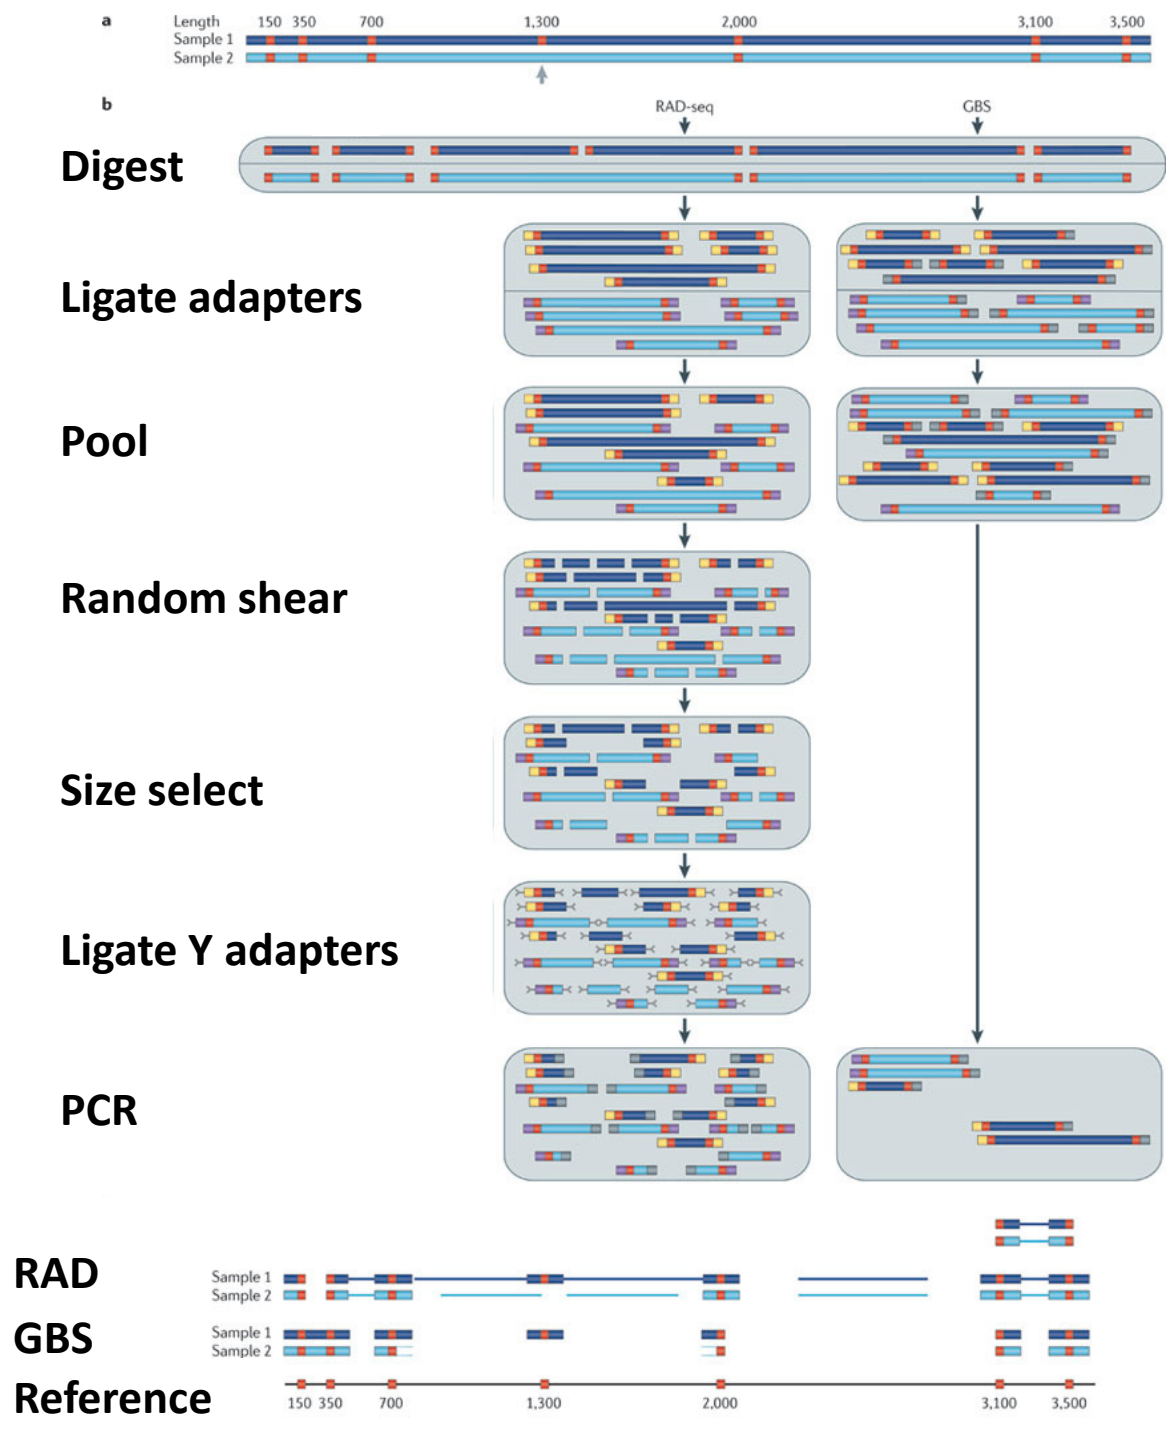 a Length 150 350 700 1,300 2,000 3,100 3,500
Sample 1
Sample 2
b RAD-seq GBS
Digest
Ligate adapters
Pool
Random shear
Size select
Ligate Y adapters
PCR
RAD Sample 1
Sample 2
GBS Sample 1
Sample 2
Reference
150 350 700 1,300 2,000 3,100 3,500